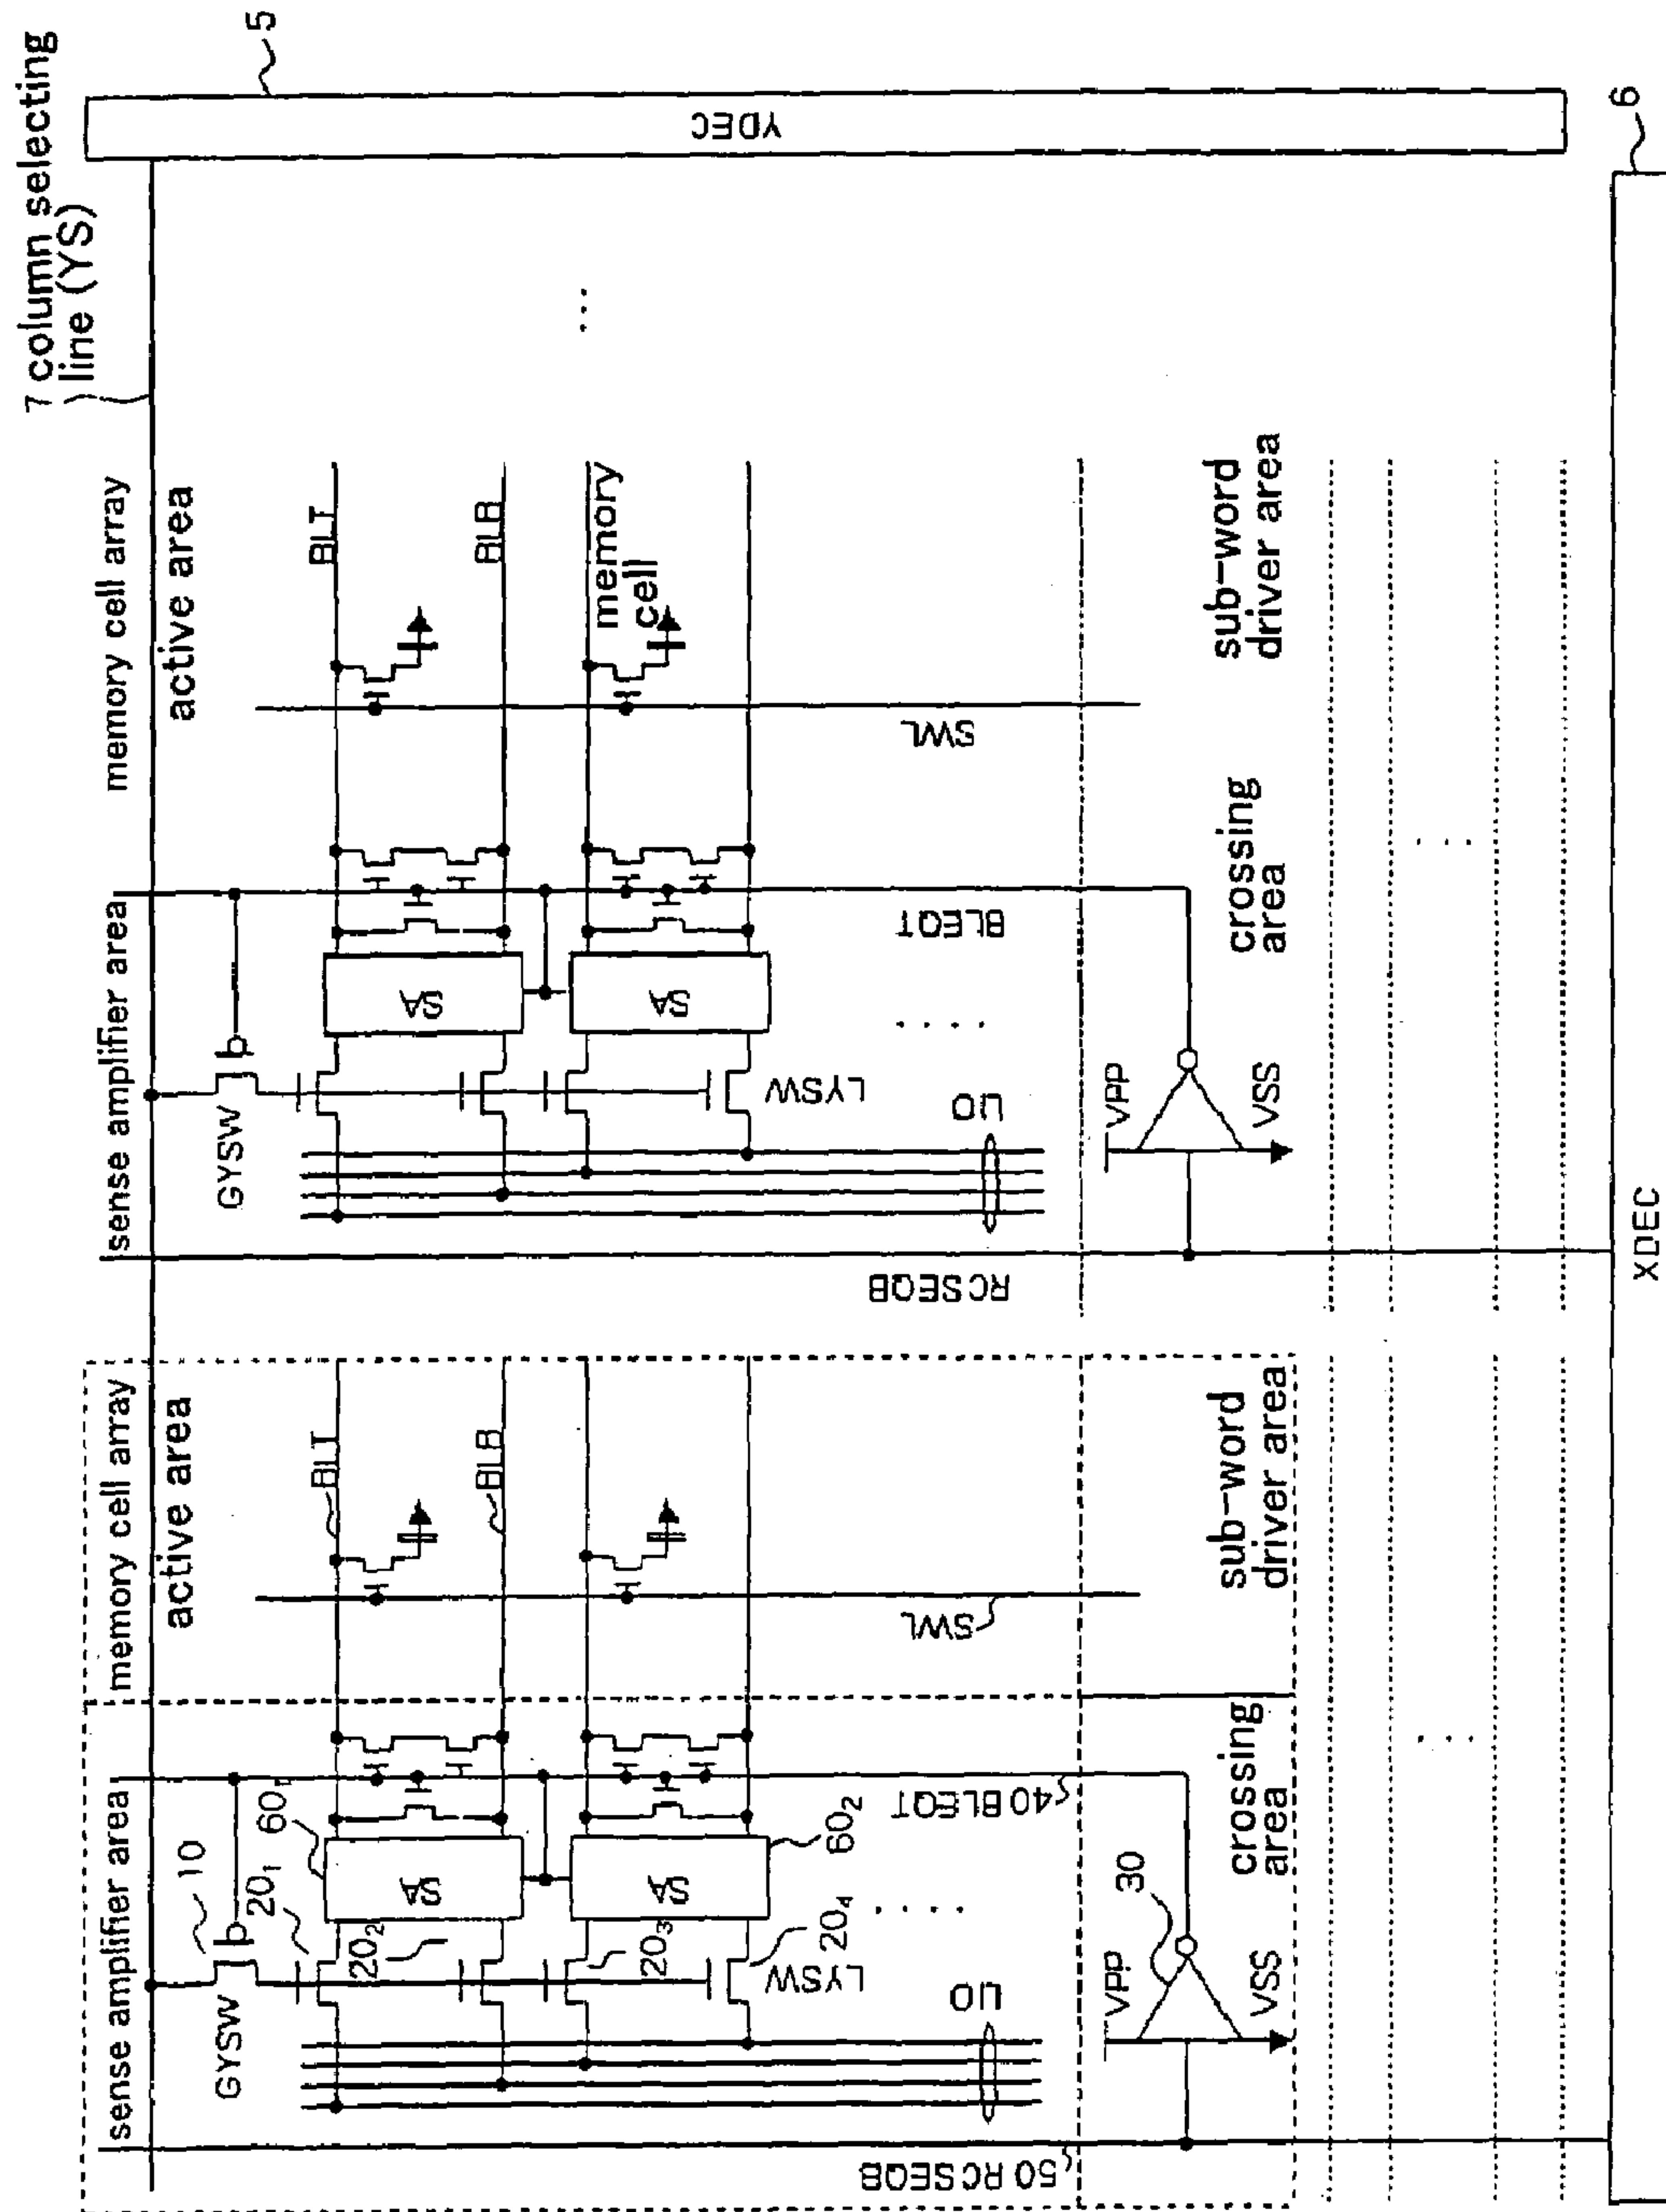 7 column selecting
line (YS)
5
YDEC
sense amplifier area
memory cell array
active area
GYSW
10
20₁
20₂
20₃
20₄
60₁
60₂
SA
SA
LYSW
LIO
BLT
BLB
SWL
40 BLEQT
50 RCSEQB
VPP
30
VSS
crossing
area
sub-word
driver area
sense amplifier area
memory cell array
active area
GYSW
SA
SA
LYSW
LIO
BLT
BLB
memory
cell
SWL
BLEQT
RCSEQB
VPP
VSS
crossing
area
sub-word
driver area
XDEC
6